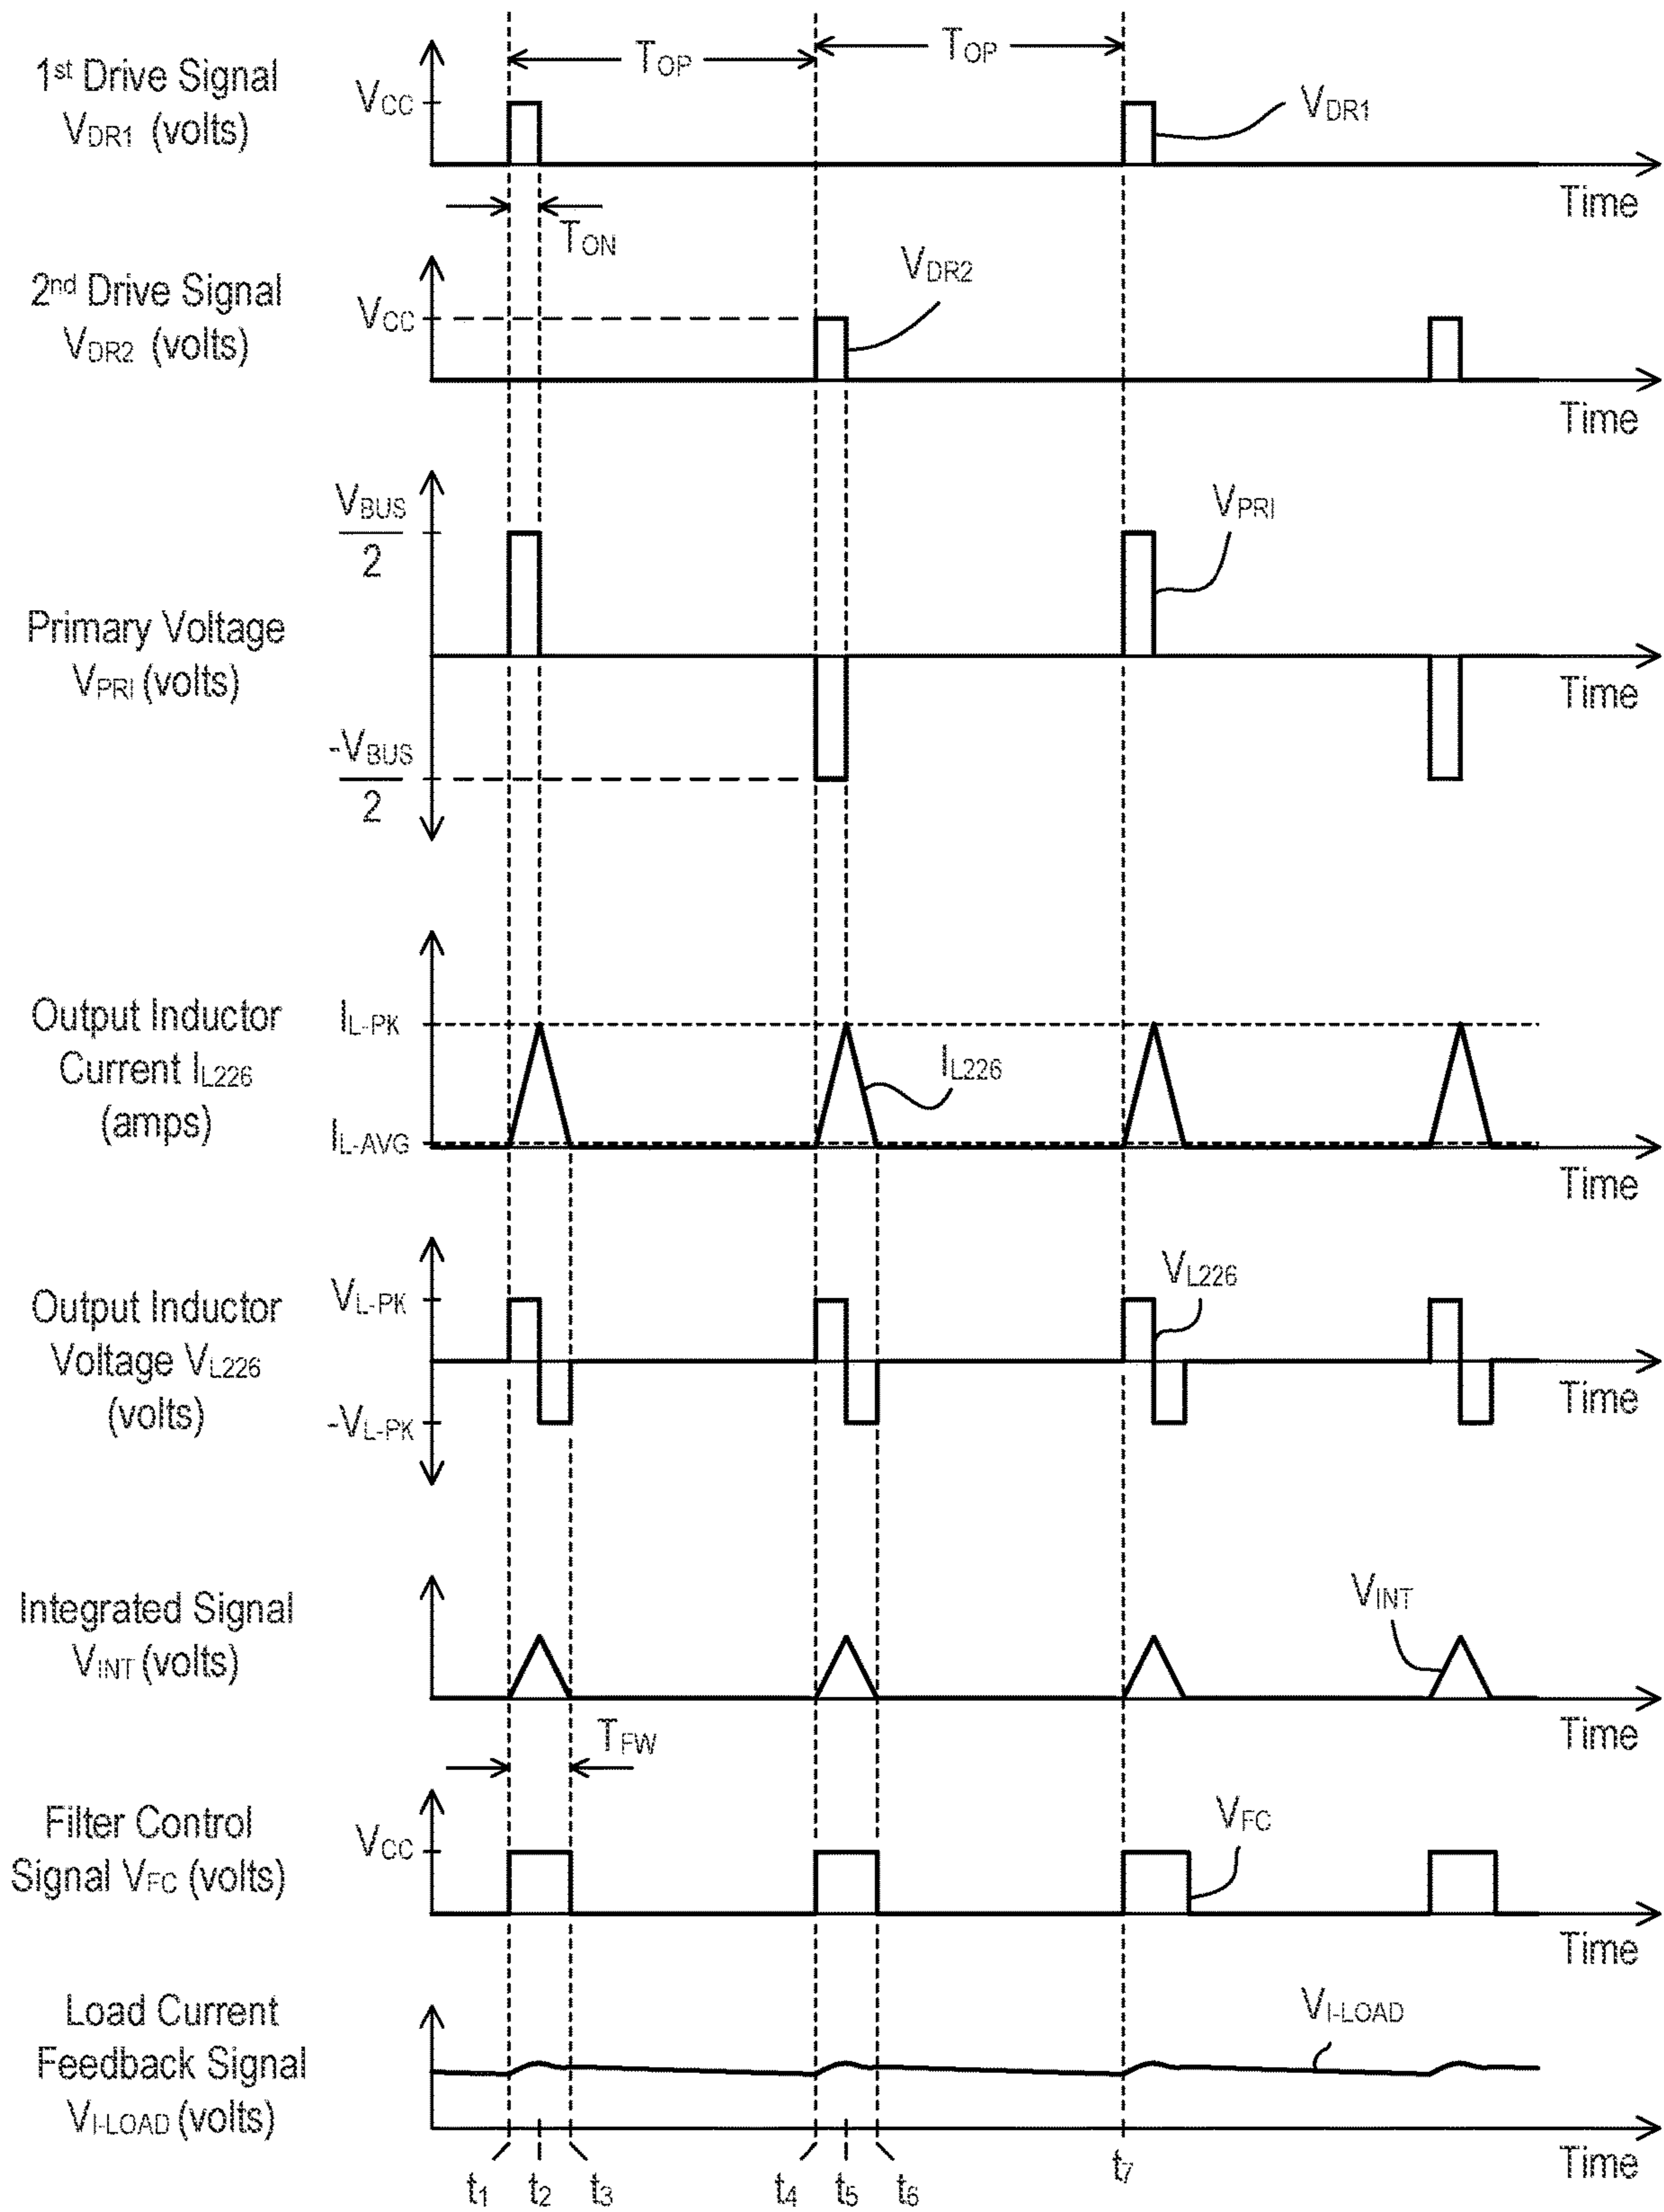 1st Drive Signal
VDR1 (volts)
VCC
TOP
TOP
VDR1
Time
TON
2nd Drive Signal
VDR2 (volts)
VCC
VDR2
Time
Primary Voltage
VPRI (volts)
VBUS
2
-VBUS
2
VPRI
Time
Output Inductor
Current IL226
(amps)
IL-PK
IL-AVG
IL226
Time
Output Inductor
Voltage VL226
(volts)
VL-PK
-VL-PK
VL226
Time
Integrated Signal
VINT (volts)
VINT
Time
TFW
Filter Control
Signal VFC (volts)
VCC
VFC
Time
Load Current
Feedback Signal
VI-LOAD (volts)
VI-LOAD
Time
t1 t2 t3 t4 t5 t6 t7